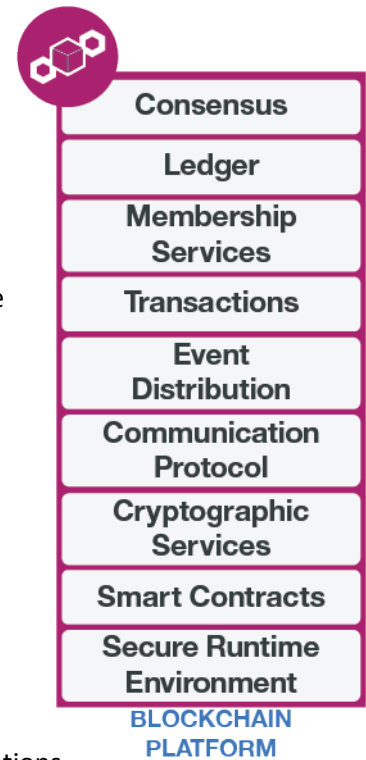 Consensus
Ledger
Membership
Services
e
Transactions
Event
Distribution
Communication
Protocol
Cryptographic
Services
Smart Contracts
Secure Runtime
Environment
BLOCKCHAIN
PLATFORM